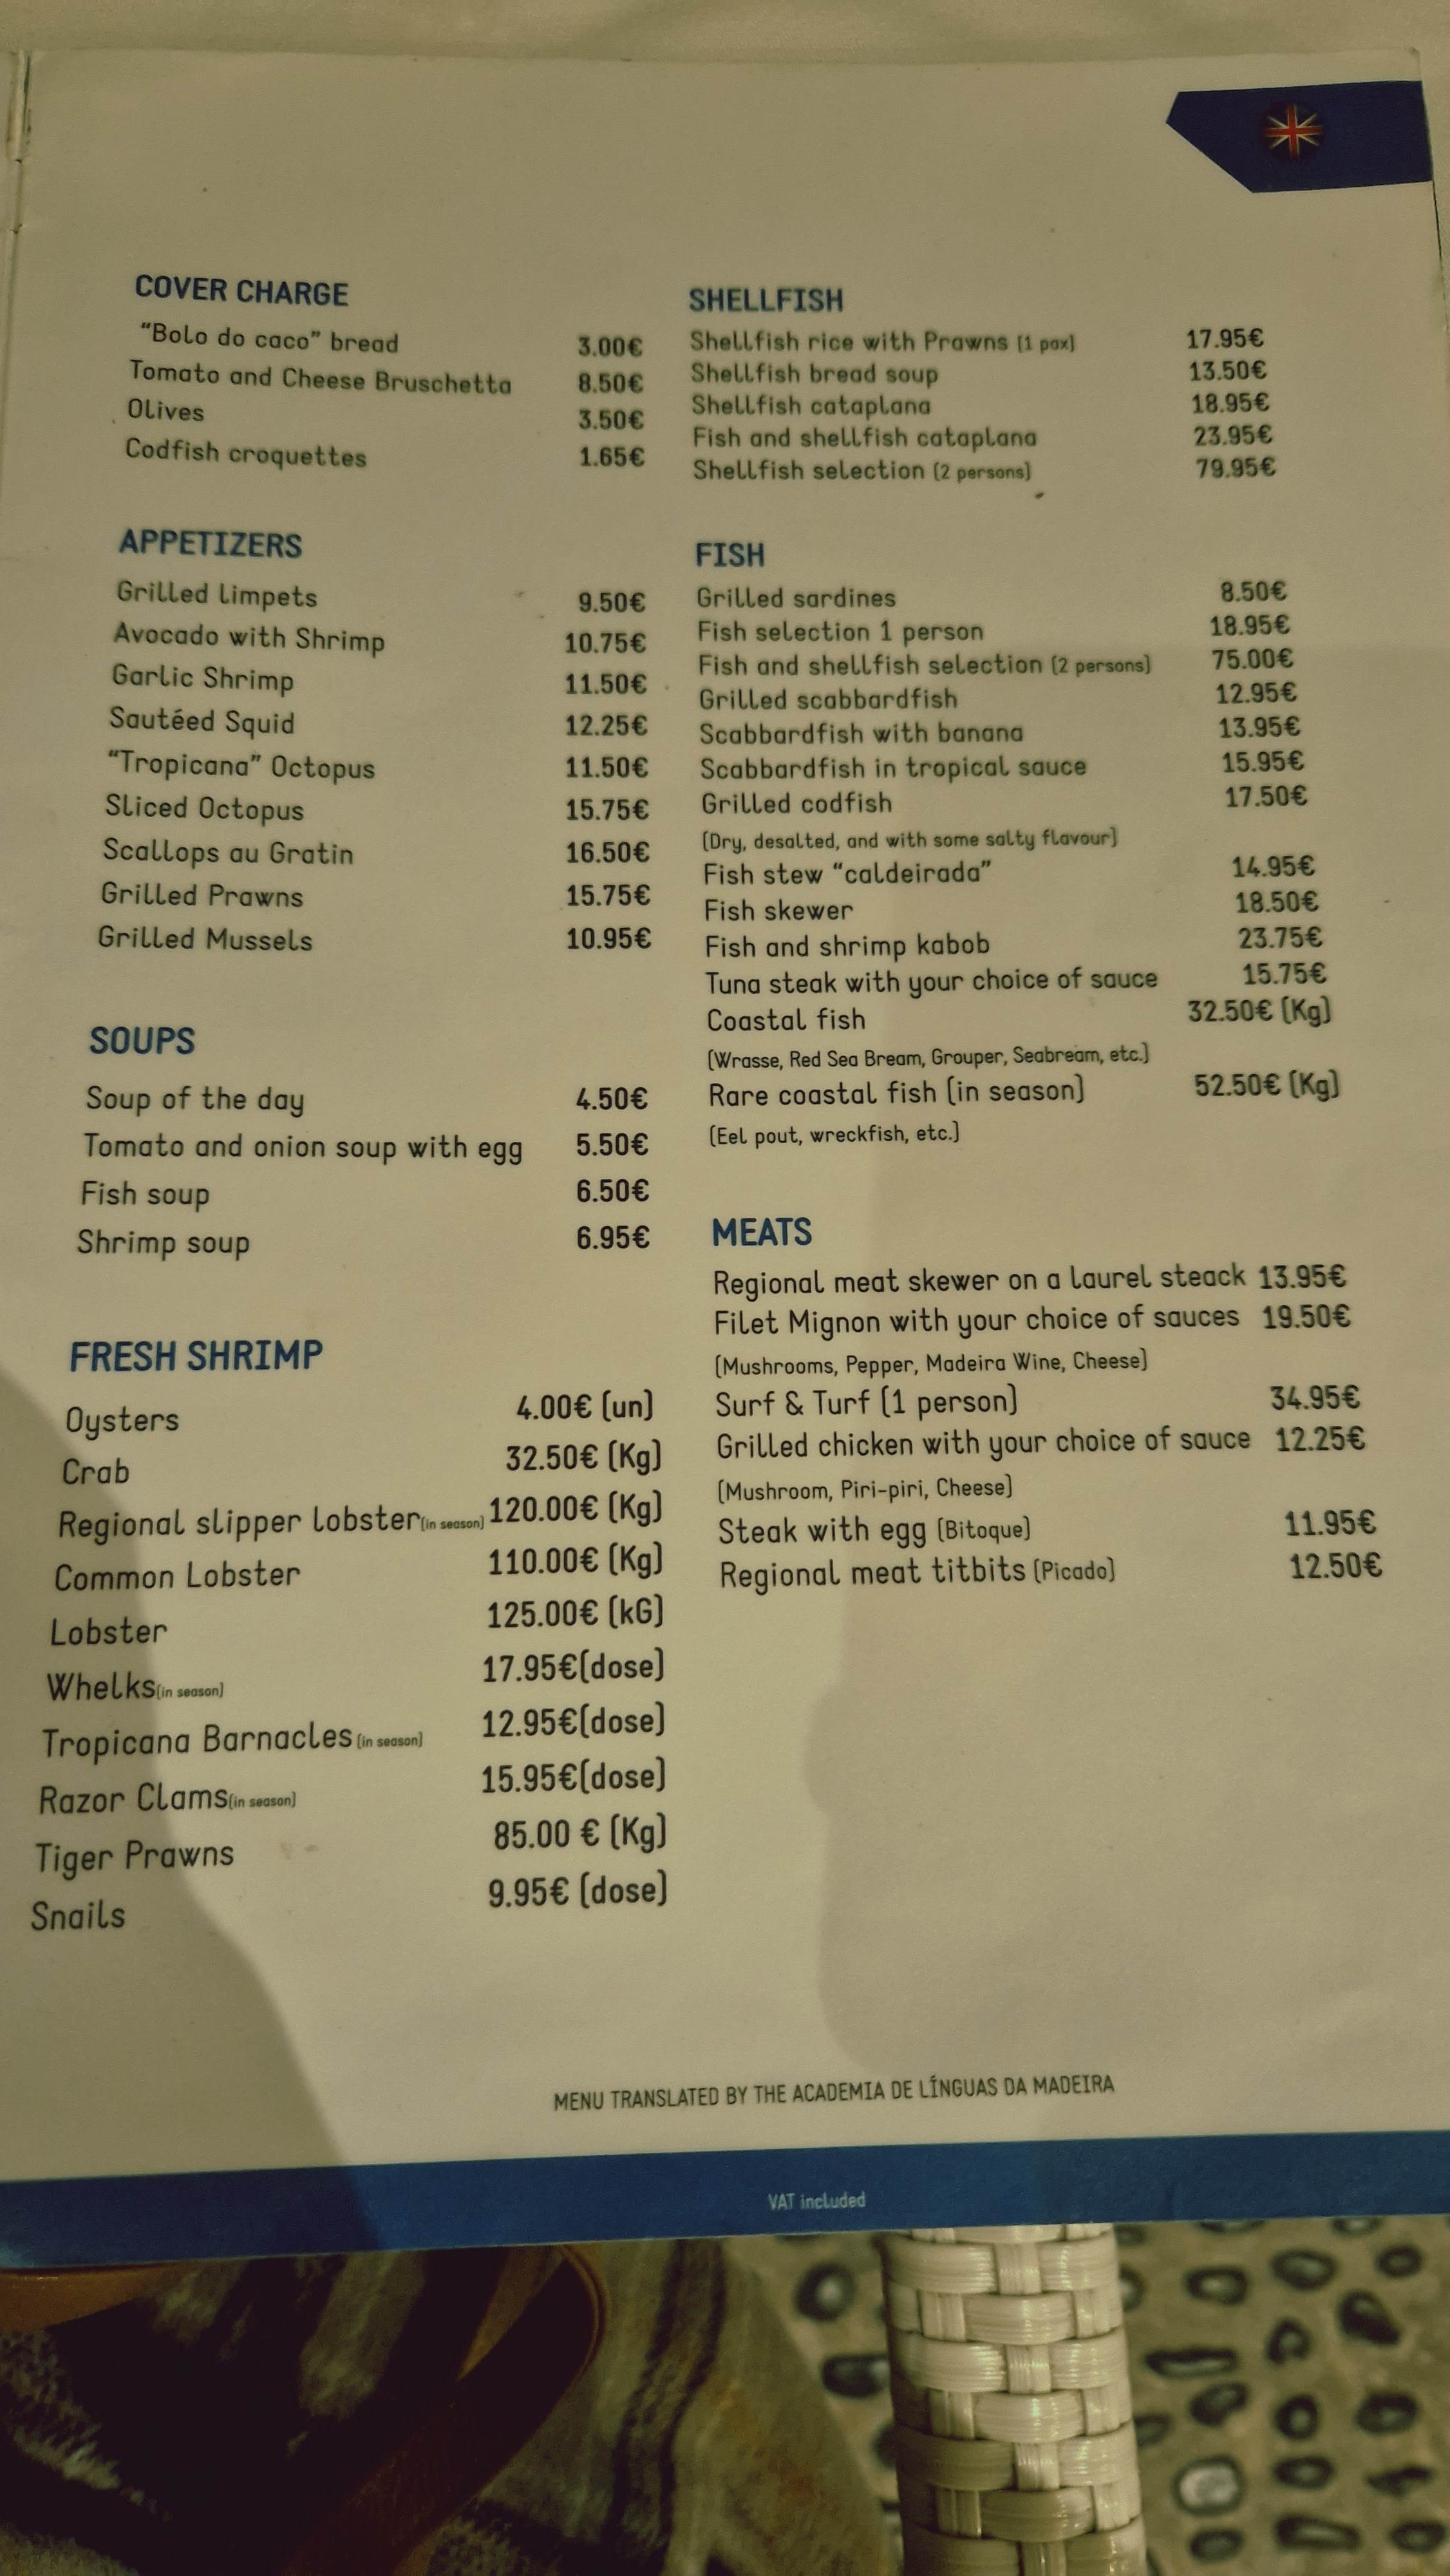 COVER CHARGE
“Bolo do caco” bread 3.00€
Tomato and Cheese Bruschetta 8.50€
Olives 3.50€
Codfish croquettes 1.65€
APPETIZERS
Grilled limpets 9.50€
Avocado with Shrimp 10.75€
Garlic Shrimp 11.50€
Sautéed Squid 12.25€
“Tropicana” Octopus 11.50€
Sliced Octopus 15.75€
Scallops au Gratin 16.50€
Grilled Prawns 15.75€
Grilled Mussels 10.95€
SOUPS
Soup of the day 4.50€
Tomato and onion soup with egg 5.50€
Fish soup 6.50€
Shrimp soup 6.95€
FRESH SHRIMP
Oysters 4.00€ (un)
Crab 32.50€ (Kg)
Regional slipper lobster(in season) 120.00€ (Kg)
Common Lobster 110.00€ (Kg)
Lobster 125.00€ (kG)
Whelks(in season) 17.95€(dose)
Tropicana Barnacles (in season) 12.95€(dose)
Razor Clams(in season) 15.95€(dose)
Tiger Prawns 85.00 € (Kg)
Snails 9.95€ (dose)
SHELLFISH
Shellfish rice with Prawns (1 pax) 17.95€
Shellfish bread soup 13.50€
Shellfish cataplana 18.95€
Fish and shellfish cataplana 23.95€
Shellfish selection (2 persons) 79.95€
FISH
Grilled sardines 8.50€
Fish selection 1 person 18.95€
Fish and shellfish selection (2 persons) 75.00€
Grilled scabbardfish 12.95€
Scabbardfish with banana 13.95€
Scabbardfish in tropical sauce 15.95€
Grilled codfish 17.50€
(Dry, desalted, and with some salty flavour)
Fish stew “caldeirada” 14.95€
Fish skewer 18.50€
Fish and shrimp kabob 23.75€
Tuna steak with your choice of sauce 15.75€
Coastal fish 32.50€ (Kg)
(Wrasse, Red Sea Bream, Grouper, Seabream, etc.)
Rare coastal fish (in season) 52.50€ (Kg)
(Eel pout, wreckfish, etc.)
MEATS
Regional meat skewer on a laurel steack 13.95€
Filet Mignon with your choice of sauces 19.50€
(Mushrooms, Pepper, Madeira Wine, Cheese)
Surf & Turf (1 person) 34.95€
Grilled chicken with your choice of sauce 12.25€
(Mushroom, Piri-piri, Cheese)
Steak with egg (Bitoque) 11.95€
Regional meat titbits (Picado) 12.50€
MENU TRANSLATED BY THE ACADEMIA DE LÍNGUAS DA MADEIRA
VAT included